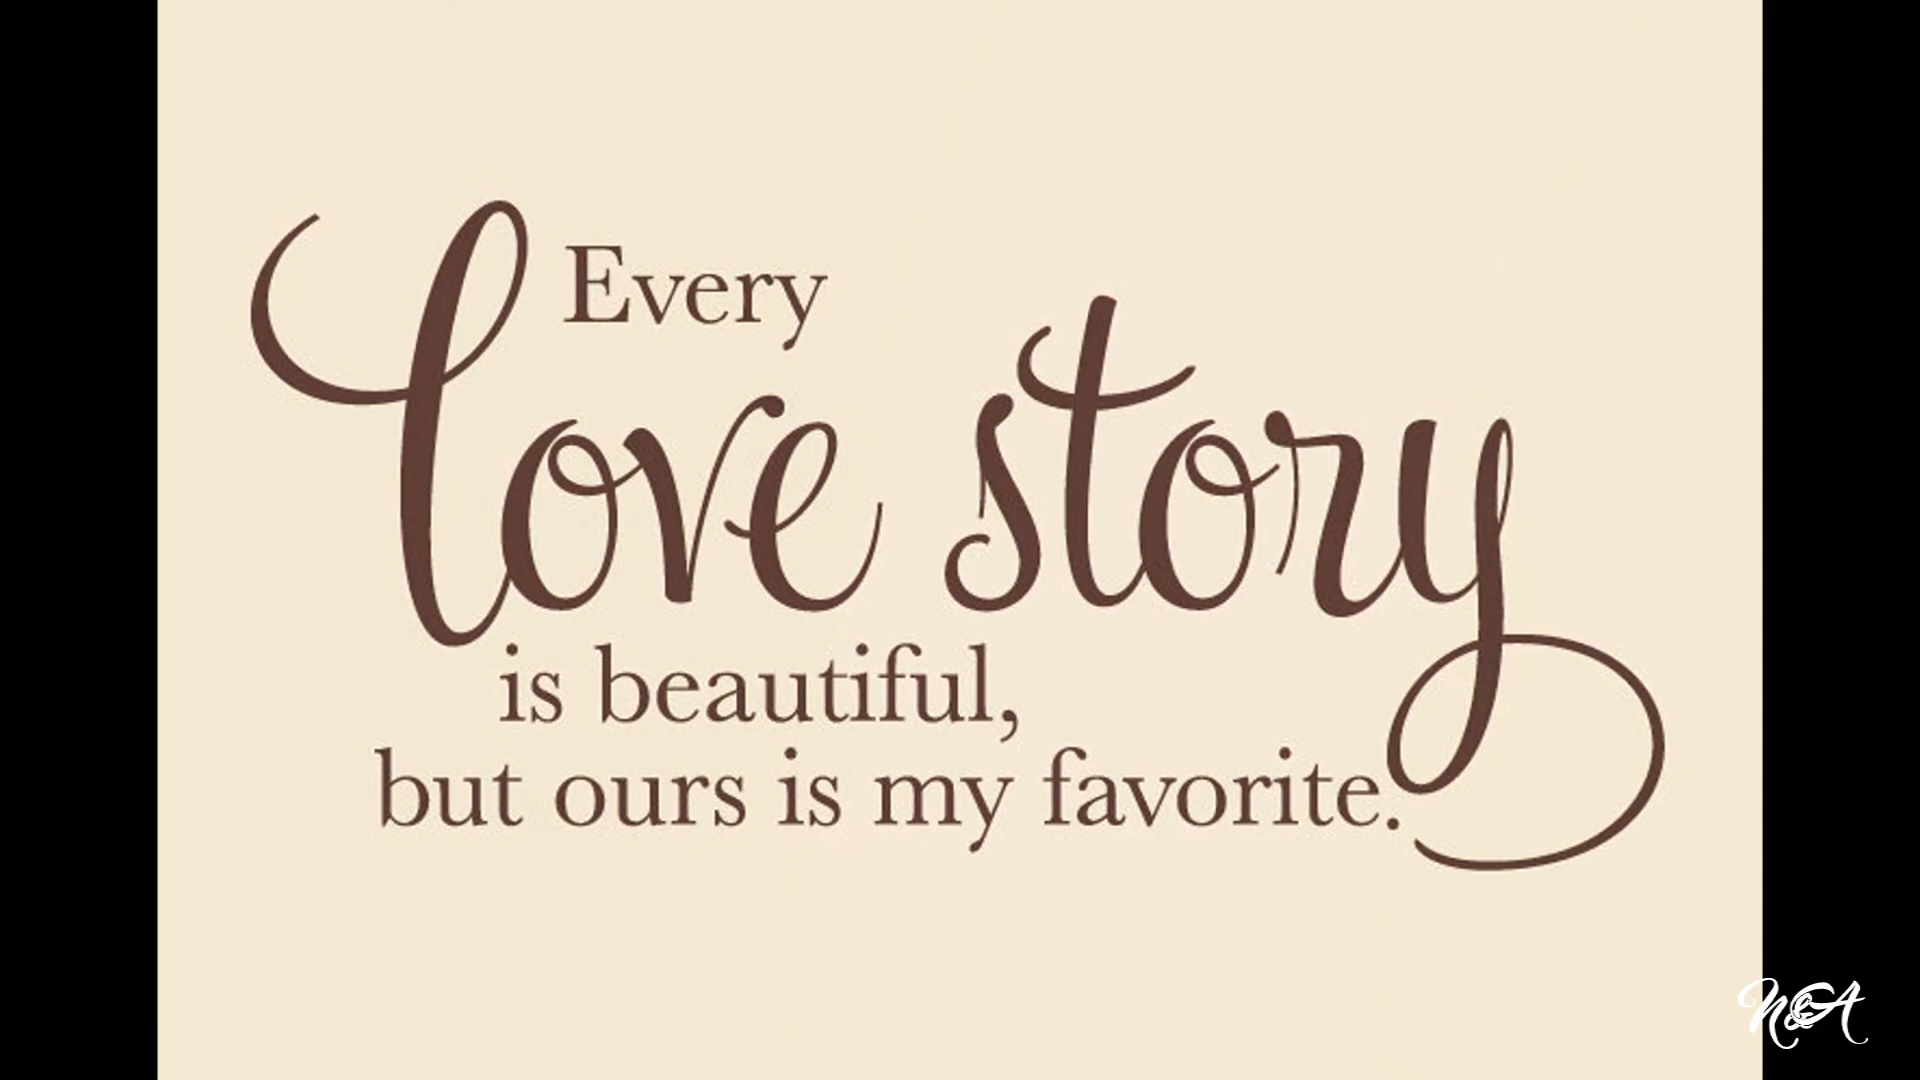 Every
love story
is beautiful,
but ours is my favorite.
N&A